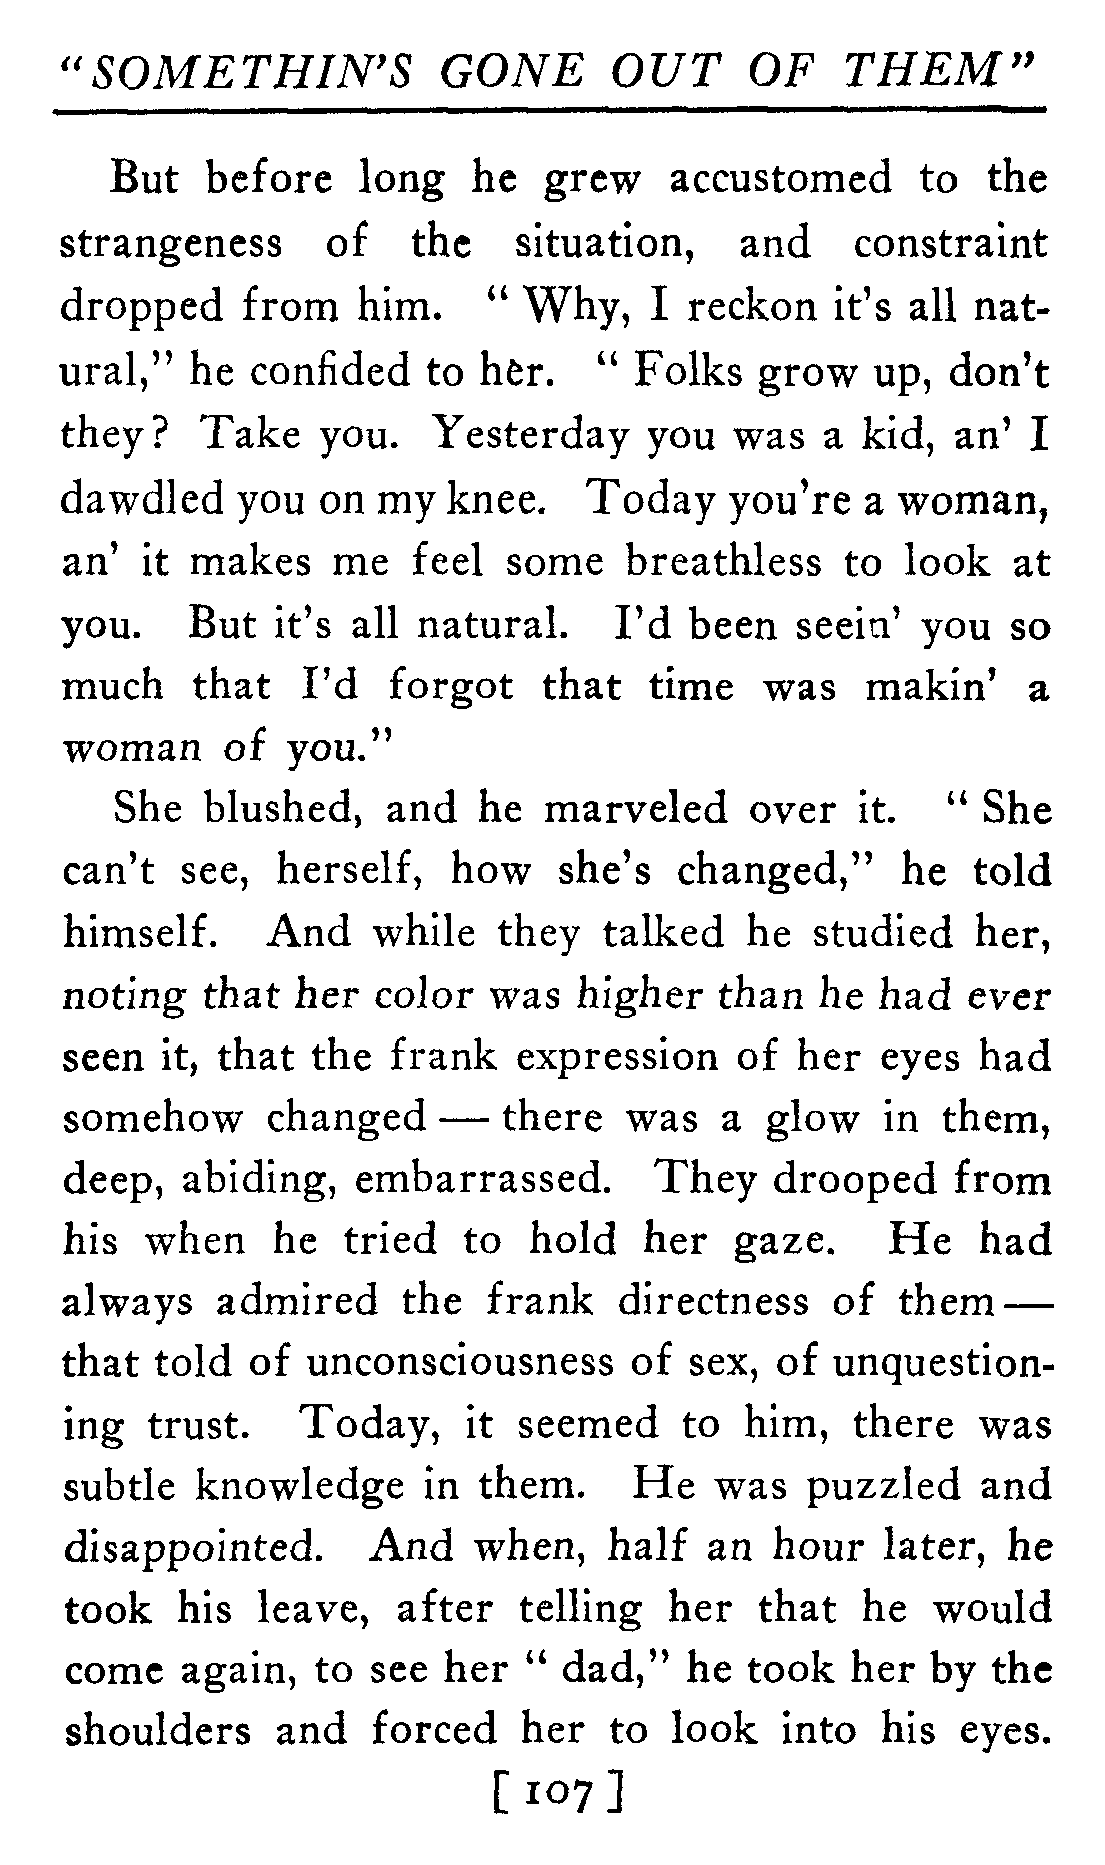 "SOMETHIN'S GONE OUT OF THEM"
But before long he grew accustomed to the
strangeness of the situation, and constraint
dropped from him. "Why, I reckon it's all nat-
ural," he confided to her. "Folks grow up, don't
they? Take you. Yesterday you was a kid, an' I
dawdled you on my knee. Today you're a woman,
an' it makes me feel some breathless to look at
you. But it's all natural. I'd been seein' you so
much that I'd forgot that time was makin' a
woman of you."
She blushed, and he marveled over it. "She
can't see, herself, how she's changed," he told
himself. And while they talked he studied her,
noting that her color was higher than he had ever
seen it, that the frank expression of her eyes had
somehow changed — there was a glow in them,
deep, abiding, embarrassed. They drooped from
his when he tried to hold her gaze. He had
always admired the frank directness of them —
that told of unconsciousness of sex, of unquestion-
ing trust. Today, it seemed to him, there was
subtle knowledge in them. He was puzzled and
disappointed. And when, half an hour later, he
took his leave, after telling her that he would
come again, to see her "dad," he took her by the
shoulders and forced her to look into his eyes.
[ 107 ]